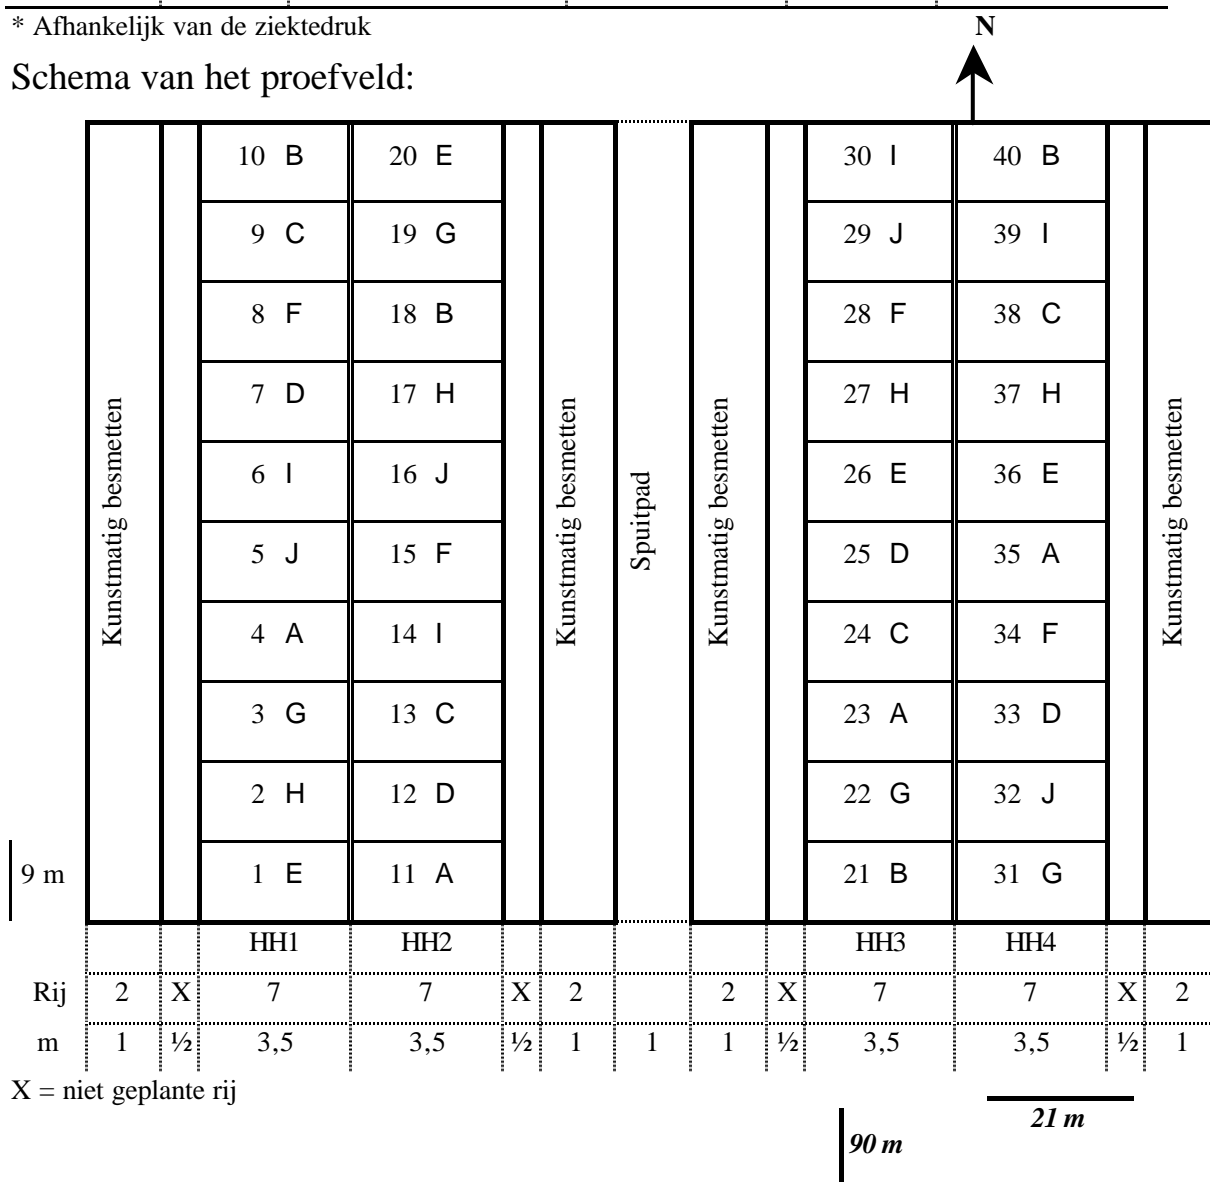 * Afhankelijk van de ziektedruk
N
Schema van het proefveld:
10 B 20 E 30 I 40 B
9 C 19 G 29 J 39 I
8 F 18 B 28 F 38 C
7 D 17 H 27 H 37 H
6 I 16 J 26 E 36 E
5 J 15 F 25 D 35 A
4 A 14 I 24 C 34 F
3 G 13 C 23 A 33 D
2 H 12 D 22 G 32 J
9 m 1 E 11 A 21 B 31 G
Kunstmatig besmetten
Kunstmatig besmetten
Spuitpad
Kunstmatig besmetten
Kunstmatig besmetten
HH1 HH2 HH3 HH4
Rij 2 X 7 7 X 2 2 X 7 7 X 2
m 1 ½ 3,5 3,5 ½ 1 1 1 ½ 3,5 3,5 ½ 1
X = niet geplante rij
21 m
90 m